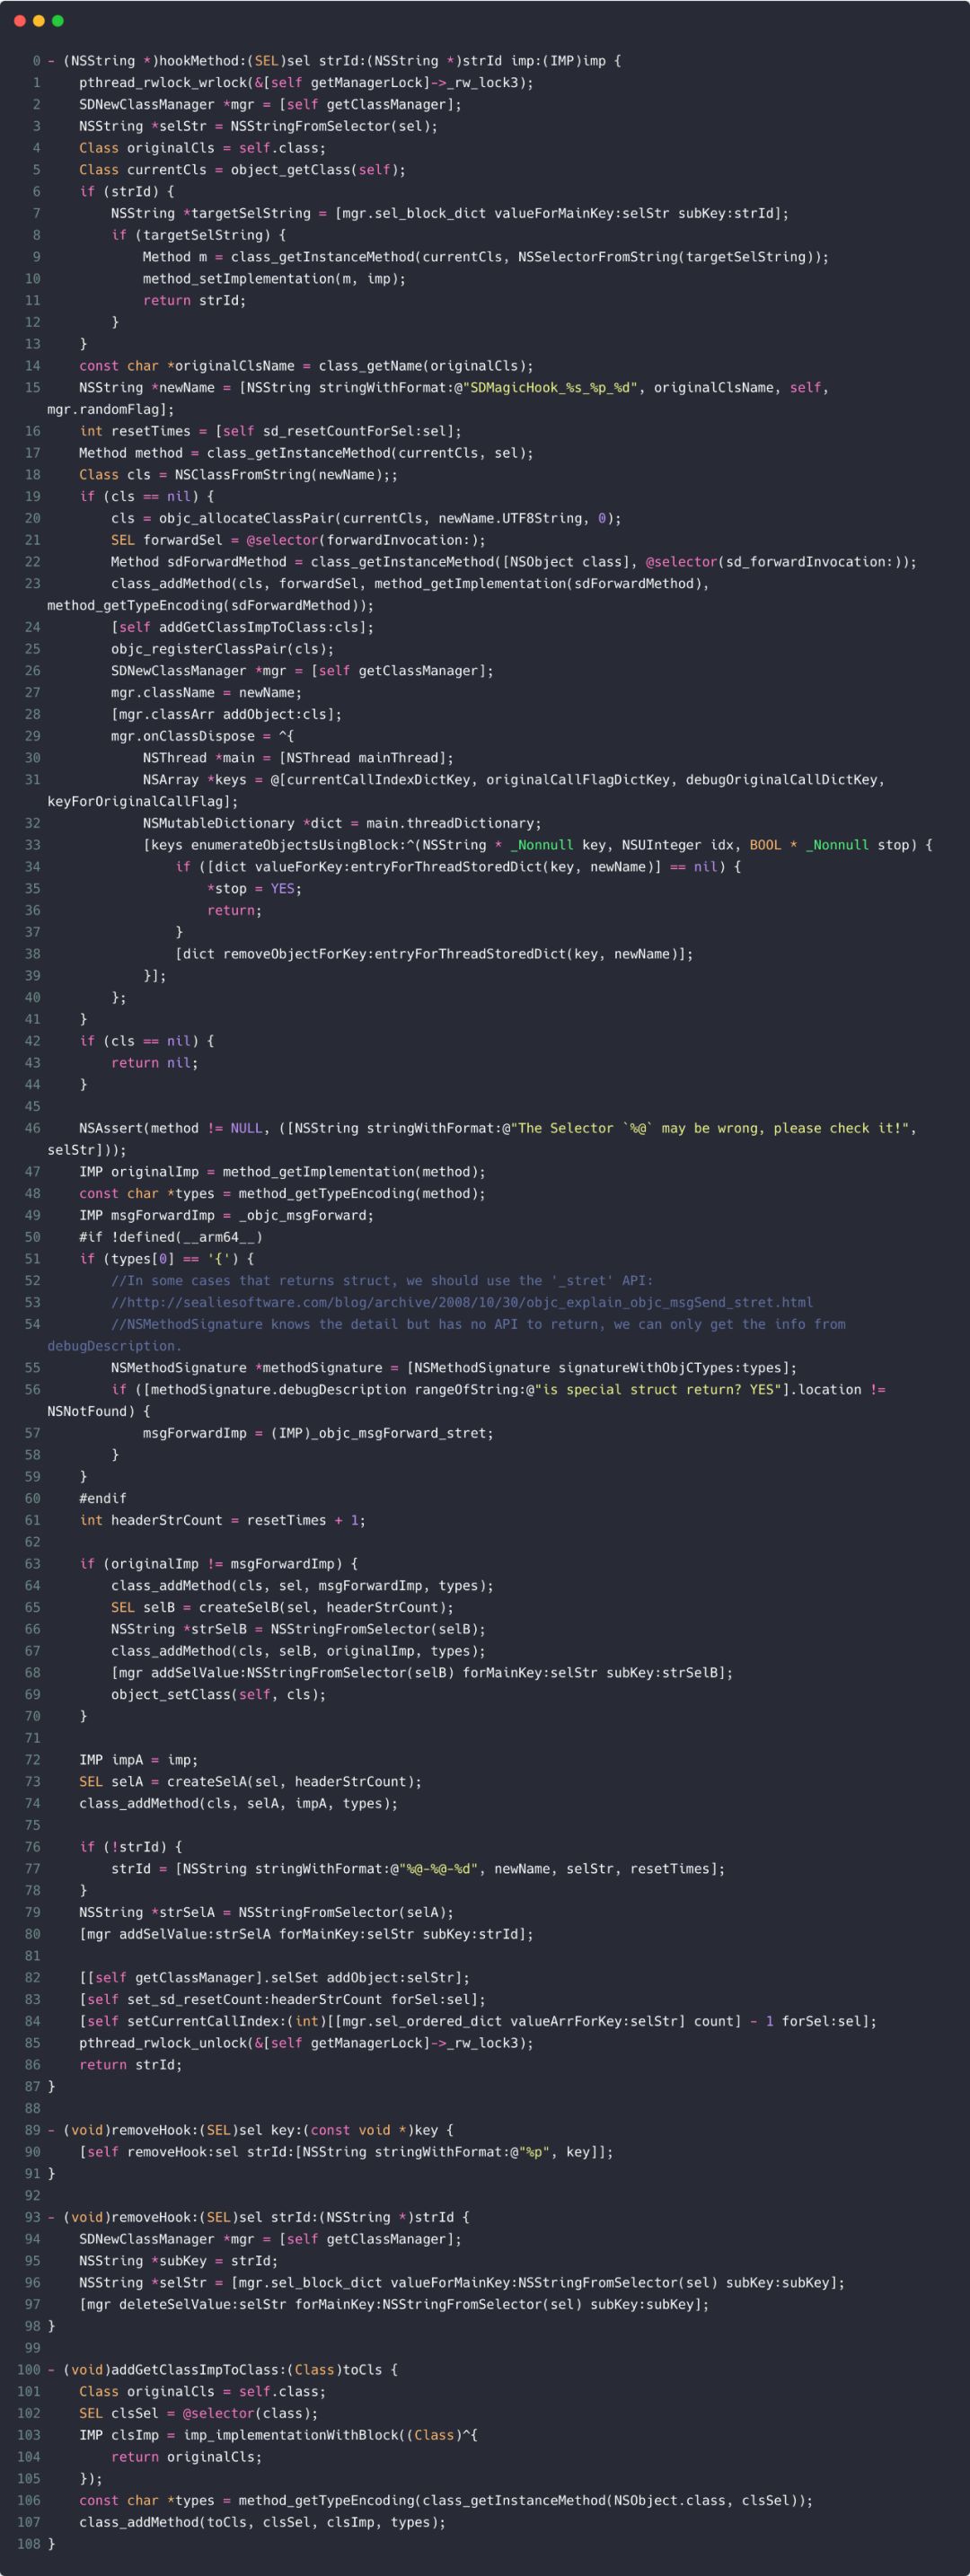 0 - (NSString *)hookMethod:(SEL)sel strId:(NSString *)strId imp:(IMP)imp {
1     pthread_rwlock_wrlock(&[self getManagerLock]->_rw_lock3);
2     SDNewClassManager *mgr = [self getClassManager];
3     NSString *selStr = NSStringFromSelector(sel);
4     Class originalCls = self.class;
5     Class currentCls = object_getClass(self);
6     if (strId) {
7         NSString *targetSelString = [mgr.sel_block_dict valueForMainKey:selStr subKey:strId];
8         if (targetSelString) {
9             Method m = class_getInstanceMethod(currentCls, NSSelectorFromString(targetSelString));
10             method_setImplementation(m, imp);
11             return strId;
12         }
13     }
14     const char *originalClsName = class_getName(originalCls);
15     NSString *newName = [NSString stringWithFormat:@"SDMagicHook_%s_%p_%d", originalClsName, self,
mgr.randomFlag];
16     int resetTimes = [self sd_resetCountForSel:sel];
17     Method method = class_getInstanceMethod(currentCls, sel);
18     Class cls = NSClassFromString(newName);;
19     if (cls == nil) {
20         cls = objc_allocateClassPair(currentCls, newName.UTF8String, 0);
21         SEL forwardSel = @selector(forwardInvocation:);
22         Method sdForwardMethod = class_getInstanceMethod([NSObject class], @selector(sd_forwardInvocation:));
23         class_addMethod(cls, forwardSel, method_getImplementation(sdForwardMethod),
method_getTypeEncoding(sdForwardMethod));
24         [self addGetClassImpToClass:cls];
25         objc_registerClassPair(cls);
26         SDNewClassManager *mgr = [self getClassManager];
27         mgr.className = newName;
28         [mgr.classArr addObject:cls];
29         mgr.onClassDispose = ^{
30             NSThread *main = [NSThread mainThread];
31             NSArray *keys = @[currentCallIndexDictKey, originalCallFlagDictKey, debugOriginalCallDictKey,
keyForOriginalCallFlag];
32             NSMutableDictionary *dict = main.threadDictionary;
33             [keys enumerateObjectsUsingBlock:^(NSString * _Nonnull key, NSUInteger idx, BOOL * _Nonnull stop) {
34                 if ([dict valueForKey:entryForThreadStoredDict(key, newName)] == nil) {
35                     *stop = YES;
36                     return;
37                 }
38                 [dict removeObjectForKey:entryForThreadStoredDict(key, newName)];
39             }];
40         };
41     }
42     if (cls == nil) {
43         return nil;
44     }
45
46     NSAssert(method != NULL, ([NSString stringWithFormat:@"The Selector `%@` may be wrong, please check it!",
selStr]));
47     IMP originalImp = method_getImplementation(method);
48     const char *types = method_getTypeEncoding(method);
49     IMP msgForwardImp = _objc_msgForward;
50     #if !defined(__arm64__)
51     if (types[0] == '{') {
52         //In some cases that returns struct, we should use the '_stret' API:
53         //http://sealiesoftware.com/blog/archive/2008/10/30/objc_explain_objc_msgSend_stret.html
54         //NSMethodSignature knows the detail but has no API to return, we can only get the info from
debugDescription.
55         NSMethodSignature *methodSignature = [NSMethodSignature signatureWithObjCTypes:types];
56         if ([methodSignature.debugDescription rangeOfString:@"is special struct return? YES"].location !=
NSNotFound) {
57             msgForwardImp = (IMP)_objc_msgForward_stret;
58         }
59     }
60     #endif
61     int headerStrCount = resetTimes + 1;
62
63     if (originalImp != msgForwardImp) {
64         class_addMethod(cls, sel, msgForwardImp, types);
65         SEL selB = createSelB(sel, headerStrCount);
66         NSString *strSelB = NSStringFromSelector(selB);
67         class_addMethod(cls, selB, originalImp, types);
68         [mgr addSelValue:NSStringFromSelector(selB) forMainKey:selStr subKey:strSelB];
69         object_setClass(self, cls);
70     }
71
72     IMP impA = imp;
73     SEL selA = createSelA(sel, headerStrCount);
74     class_addMethod(cls, selA, impA, types);
75
76     if (!strId) {
77         strId = [NSString stringWithFormat:@"%@-%@-%d", newName, selStr, resetTimes];
78     }
79     NSString *strSelA = NSStringFromSelector(selA);
80     [mgr addSelValue:strSelA forMainKey:selStr subKey:strId];
81
82     [[self getClassManager].selSet addObject:selStr];
83     [self set_sd_resetCount:headerStrCount forSel:sel];
84     [self setCurrentCallIndex:(int)[[mgr.sel_ordered_dict valueArrForKey:selStr] count] - 1 forSel:sel];
85     pthread_rwlock_unlock(&[self getManagerLock]->_rw_lock3);
86     return strId;
87 }
88
89 - (void)removeHook:(SEL)sel key:(const void *)key {
90     [self removeHook:sel strId:[NSString stringWithFormat:@"%p", key]];
91 }
92
93 - (void)removeHook:(SEL)sel strId:(NSString *)strId {
94     SDNewClassManager *mgr = [self getClassManager];
95     NSString *subKey = strId;
96     NSString *selStr = [mgr.sel_block_dict valueForMainKey:NSStringFromSelector(sel) subKey:subKey];
97     [mgr deleteSelValue:selStr forMainKey:NSStringFromSelector(sel) subKey:subKey];
98 }
99
100 - (void)addGetClassImpToClass:(Class)toCls {
101     Class originalCls = self.class;
102     SEL clsSel = @selector(class);
103     IMP clsImp = imp_implementationWithBlock((Class)^{
104         return originalCls;
105     });
106     const char *types = method_getTypeEncoding(class_getInstanceMethod(NSObject.class, clsSel));
107     class_addMethod(toCls, clsSel, clsImp, types);
108 }